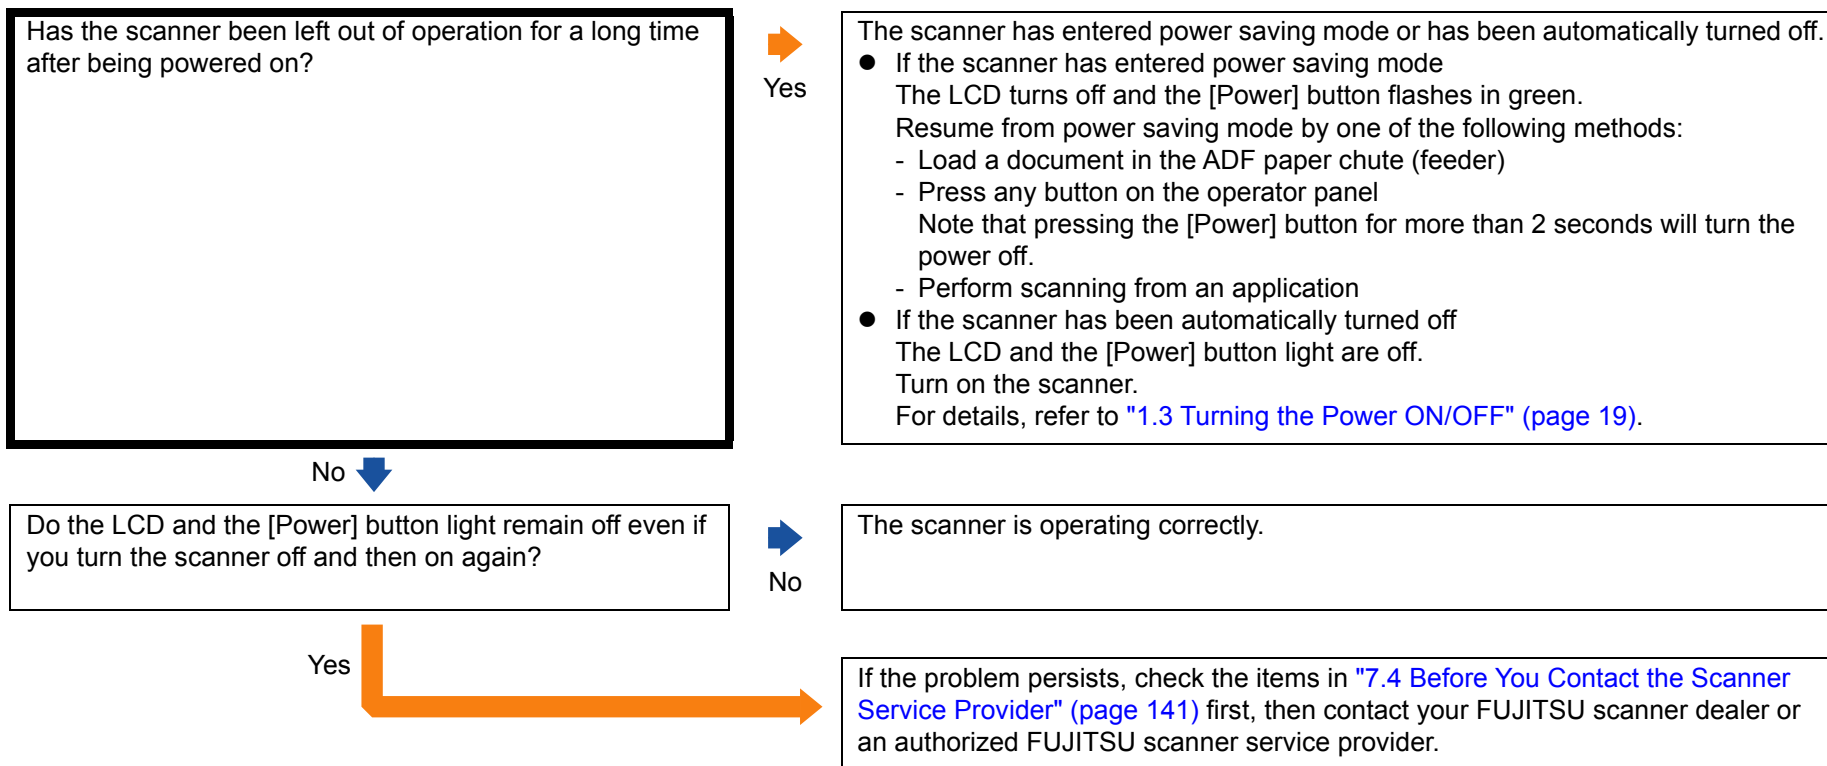 Has the scanner been left out of operation for a long time
after being powered on?
Yes
The scanner has entered power saving mode or has been automatically turned off.
● If the scanner has entered power saving mode
The LCD turns off and the [Power] button flashes in green.
Resume from power saving mode by one of the following methods:
- Load a document in the ADF paper chute (feeder)
- Press any button on the operator panel
Note that pressing the [Power] button for more than 2 seconds will turn the
power off.
- Perform scanning from an application
● If the scanner has been automatically turned off
The LCD and the [Power] button light are off.
Turn on the scanner.
For details, refer to "1.3 Turning the Power ON/OFF" (page 19).
No
Do the LCD and the [Power] button light remain off even if
you turn the scanner off and then on again?
No
The scanner is operating correctly.
Yes
If the problem persists, check the items in "7.4 Before You Contact the Scanner
Service Provider" (page 141) first, then contact your FUJITSU scanner dealer or
an authorized FUJITSU scanner service provider.